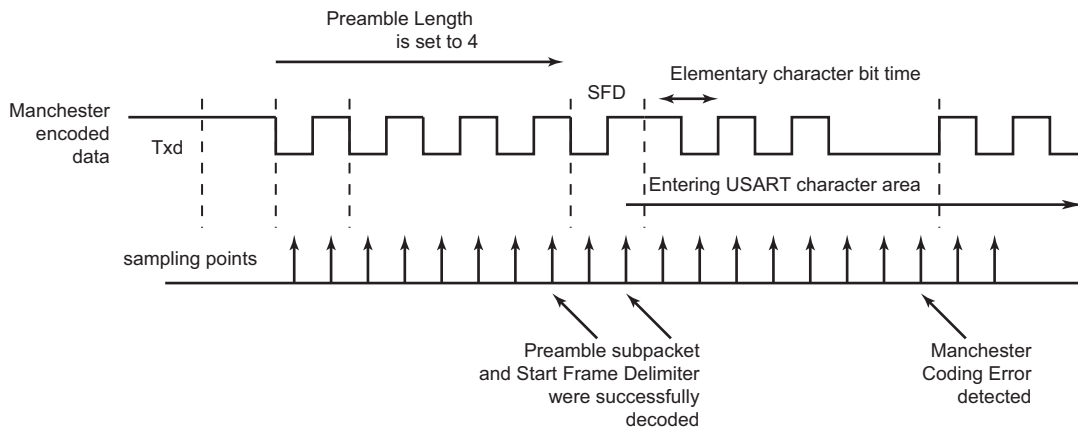 Preamble Length
is set to 4
Elementary character bit time
SFD
Manchester
encoded
data
Txd
Entering USART character area
sampling points
Preamble subpacket
and Start Frame Delimiter
were successfully
decoded
Manchester
Coding Error
detected